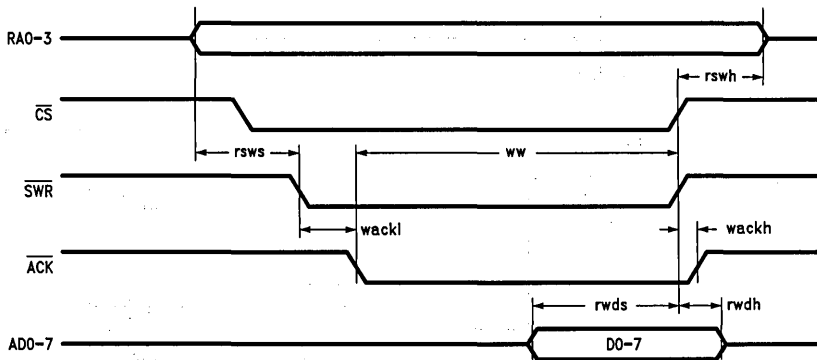 RA0-3
rswh
CS
rsws
ww
SWR
wackl
wackh
ACK
rwds
rwdh
AD0-7
D0-7